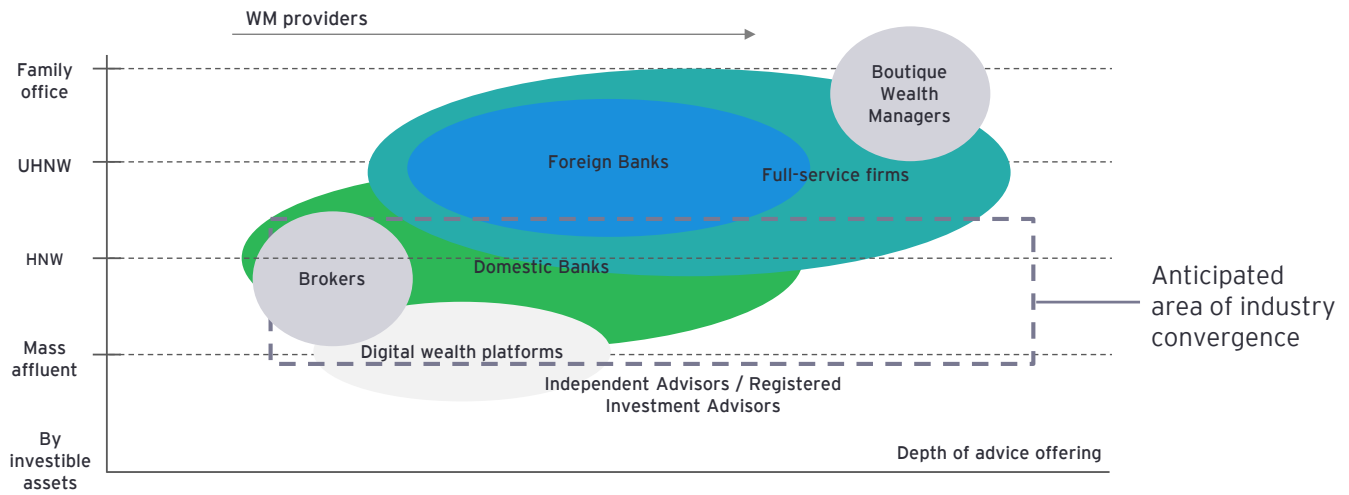 WM providers
Family
office
Boutique
Wealth
Managers
UHNW
Foreign Banks
Full-service firms
HNW
Domestic Banks
Brokers
Anticipated
area of industry
convergence
Mass
affluent
Digital wealth platforms
Independent Advisors / Registered
Investment Advisors
By
investible
assets
Depth of advice offering